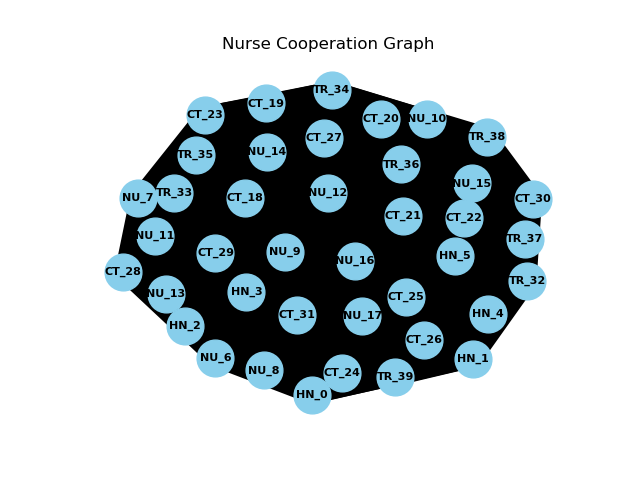 Nurse Cooperation Graph
TR_34
CT_19
CT_23
CT_20
NU_10
TR_38
CT_27
NU_14
TR_35
TR_36
NU_15
TR_33
NU_7
CT_18
NU_12
CT_30
CT_21
CT_22
NU_11
TR_37
CT_29
NU_9
HN_5
NU_16
CT_28
TR_32
HN_3
NU_13
CT_25
CT_31
NU_17
HN_4
HN_2
CT_26
NU_6
HN_1
NU_8
CT_24
TR_39
HN_0